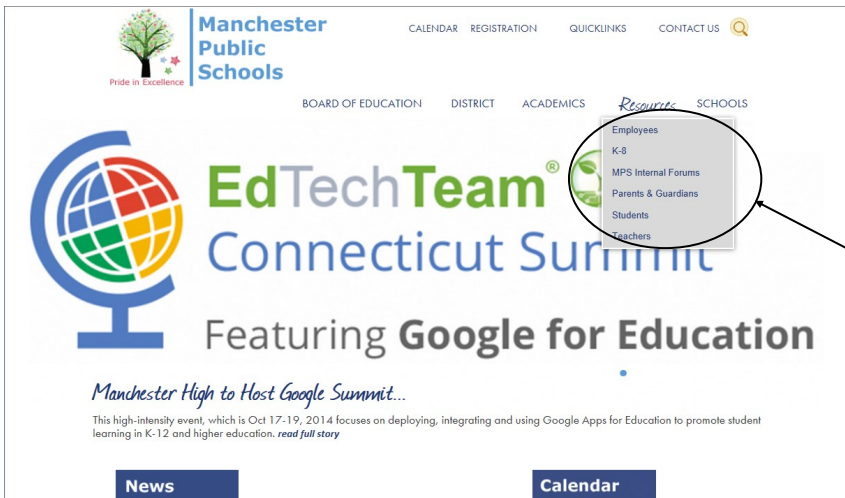 Manchester
Public
Schools
Pride in Excellence
CALENDAR REGISTRATION QUICKLINKS CONTACT US
BOARD OF EDUCATION DISTRICT ACADEMICS Resources SCHOOLS
Employees
K-8
MPS Internal Forums
Parents & Guardians
Students
Teachers
EdTechTeam®
Connecticut Summit
Featuring Google for Education
Manchester High to Host Google Summit...
This high-intensity event, which is Oct 17-19, 2014 focuses on deploying, integrating and using Google Apps for Education to promote student
learning in K-12 and higher education. read full story
News
Calendar